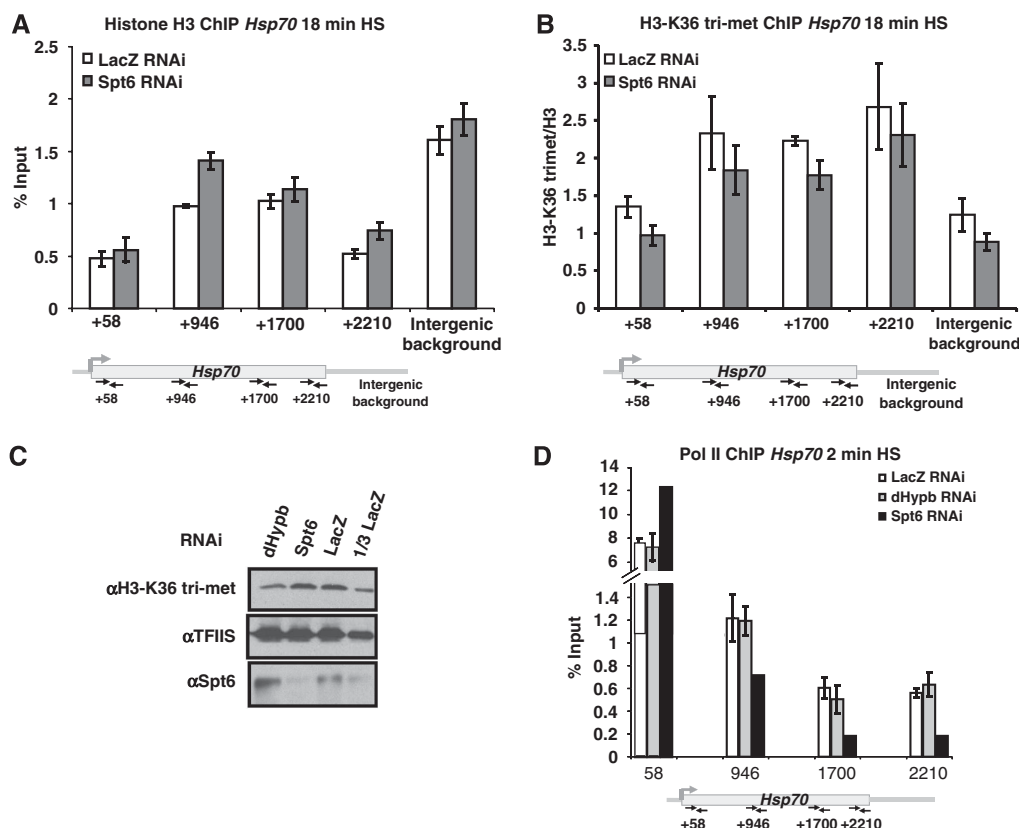 A
Histone H3 ChIP Hsp70 18 min HS
2.5
2
1.5
1
0.5
0
% Input
LacZ RNAi
Spt6 RNAi
+58
+946
+1700
+2210
Intergenic
background
Hsp70
+58
+946
+1700
+2210
Intergenic
background
B
H3-K36 tri-met ChIP Hsp70 18 min HS
3.5
3
2.5
2
1.5
1
0.5
0
H3-K36 trimet/H3
LacZ RNAi
Spt6 RNAi
+58
+946
+1700
+2210
Intergenic
background
Hsp70
+58
+946
+1700
+2210
Intergenic
background
C
RNAi
dHypb
Spt6
LacZ
1/3 LacZ
αH3-K36 tri-met
αTFIIS
αSpt6
D
Pol II ChIP Hsp70 2 min HS
14
12
10
8
6
1.4
1.2
1
0.8
0.6
0.4
0.2
0
% Input
LacZ RNAi
dHypb RNAi
Spt6 RNAi
58
946
1700
2210
Hsp70
+58
+946
+1700
+2210